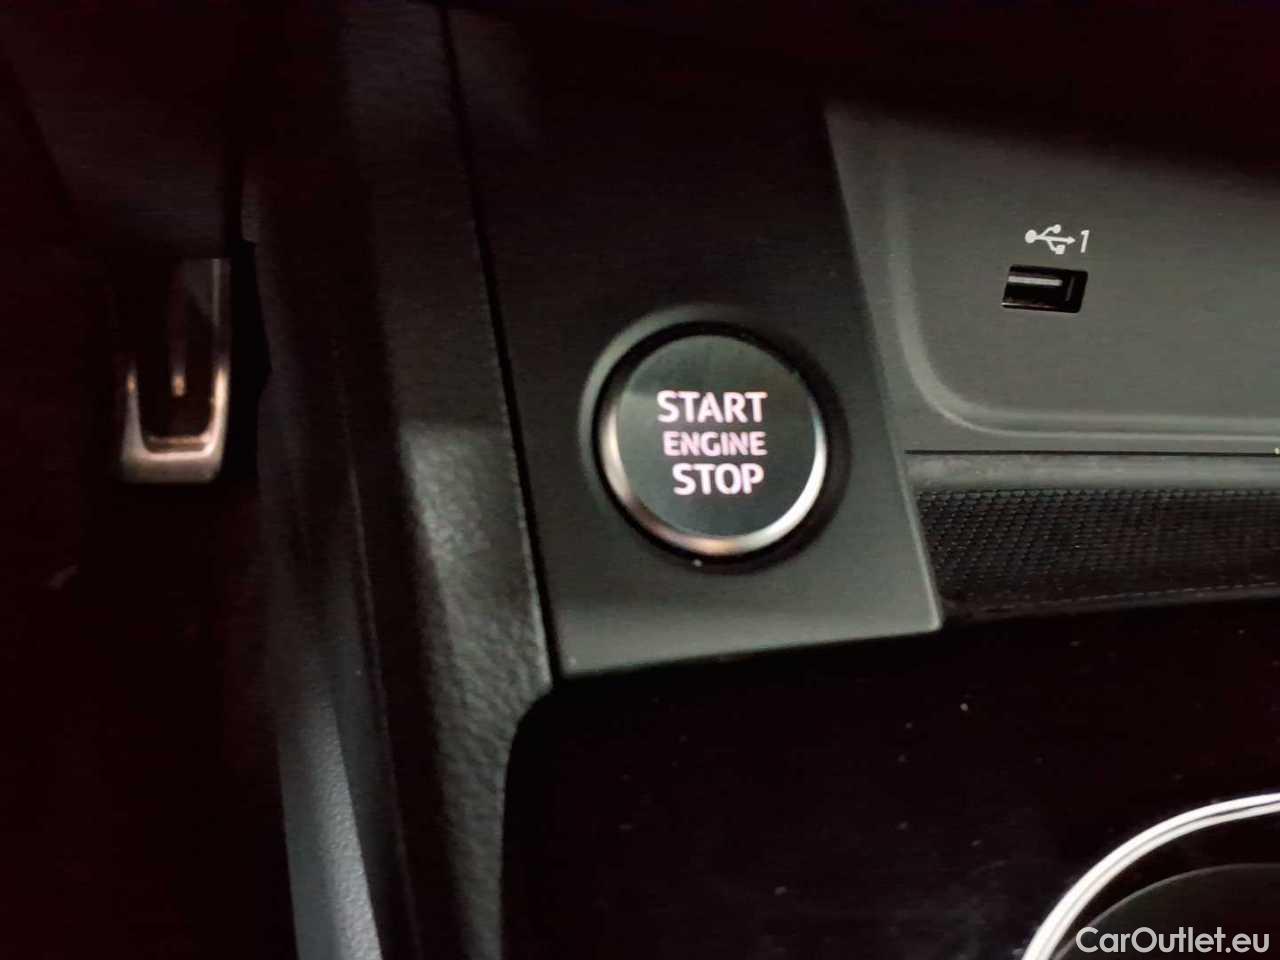 1
START
ENGINE
STOP
CarOutlet.eu